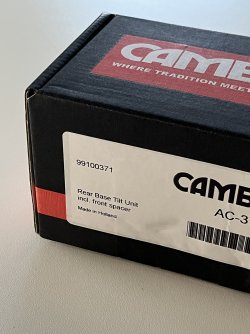 CAMB
WHERE TRADITION MEET
99100371
CAMB
Rear Base Tilt Unit
incl. front spacer
AC-3
Made in Holland